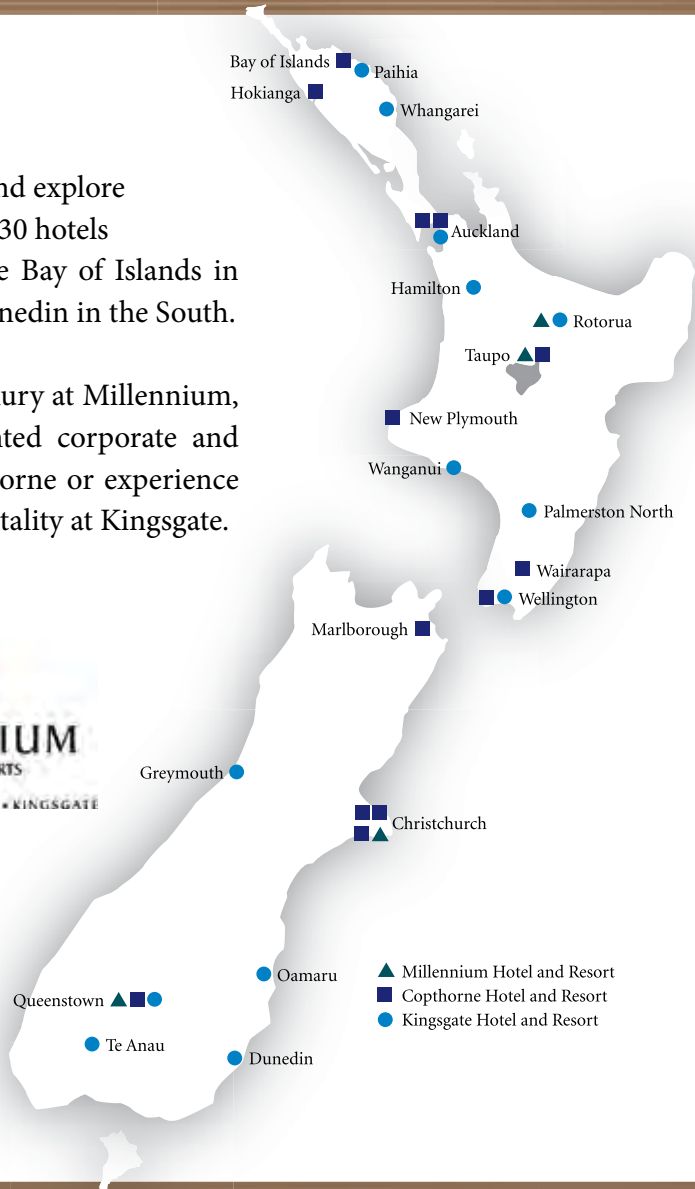 Bay of Islands
Paihia
Hokianga
Whangarei
nd explore
30 hotels
e Bay of Islands in
nedin in the South.
Auckland
Hamilton
Rotorua
Taupo
ury at Millennium,
ted corporate and
orne or experience
tality at Kingsgate.
New Plymouth
Wanganui
Palmerston North
Wairarapa
Wellington
Marlborough
IUM
RTS
• KINGSGATE
Greymouth
Christchurch
Oamaru
Queenstown
Te Anau
Dunedin
Millennium Hotel and Resort
Copthorne Hotel and Resort
Kingsgate Hotel and Resort